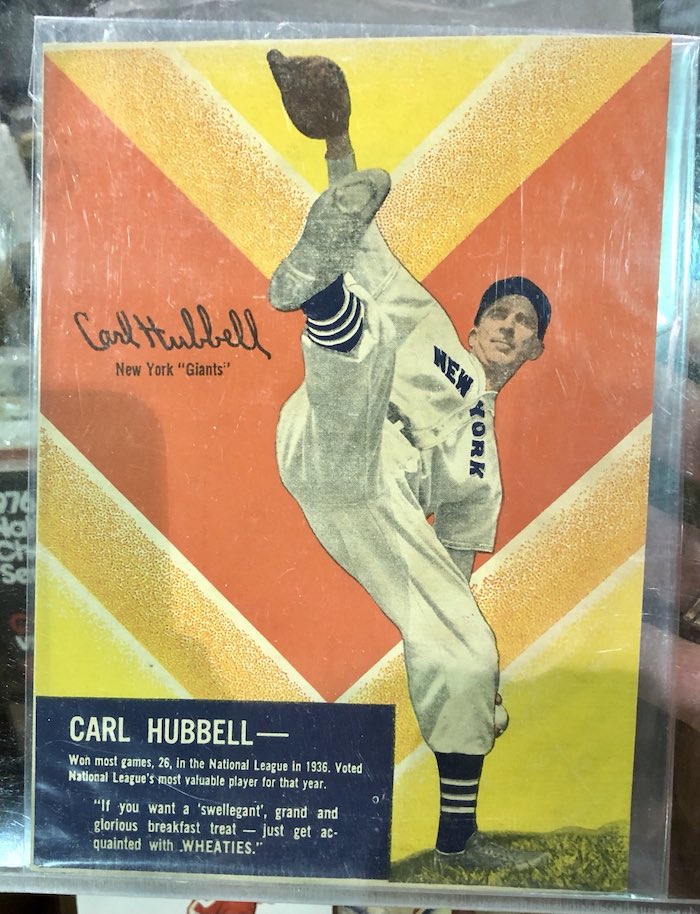 Carl Hubbell
New York "Giants"
NEW YORK
CARL HUBBELL—
Won most games, 26, in the National League in 1936. Voted
National League's most valuable player for that year.
"If you want a 'swellegant', grand and
glorious breakfast treat — just get ac-
quainted with WHEATIES."